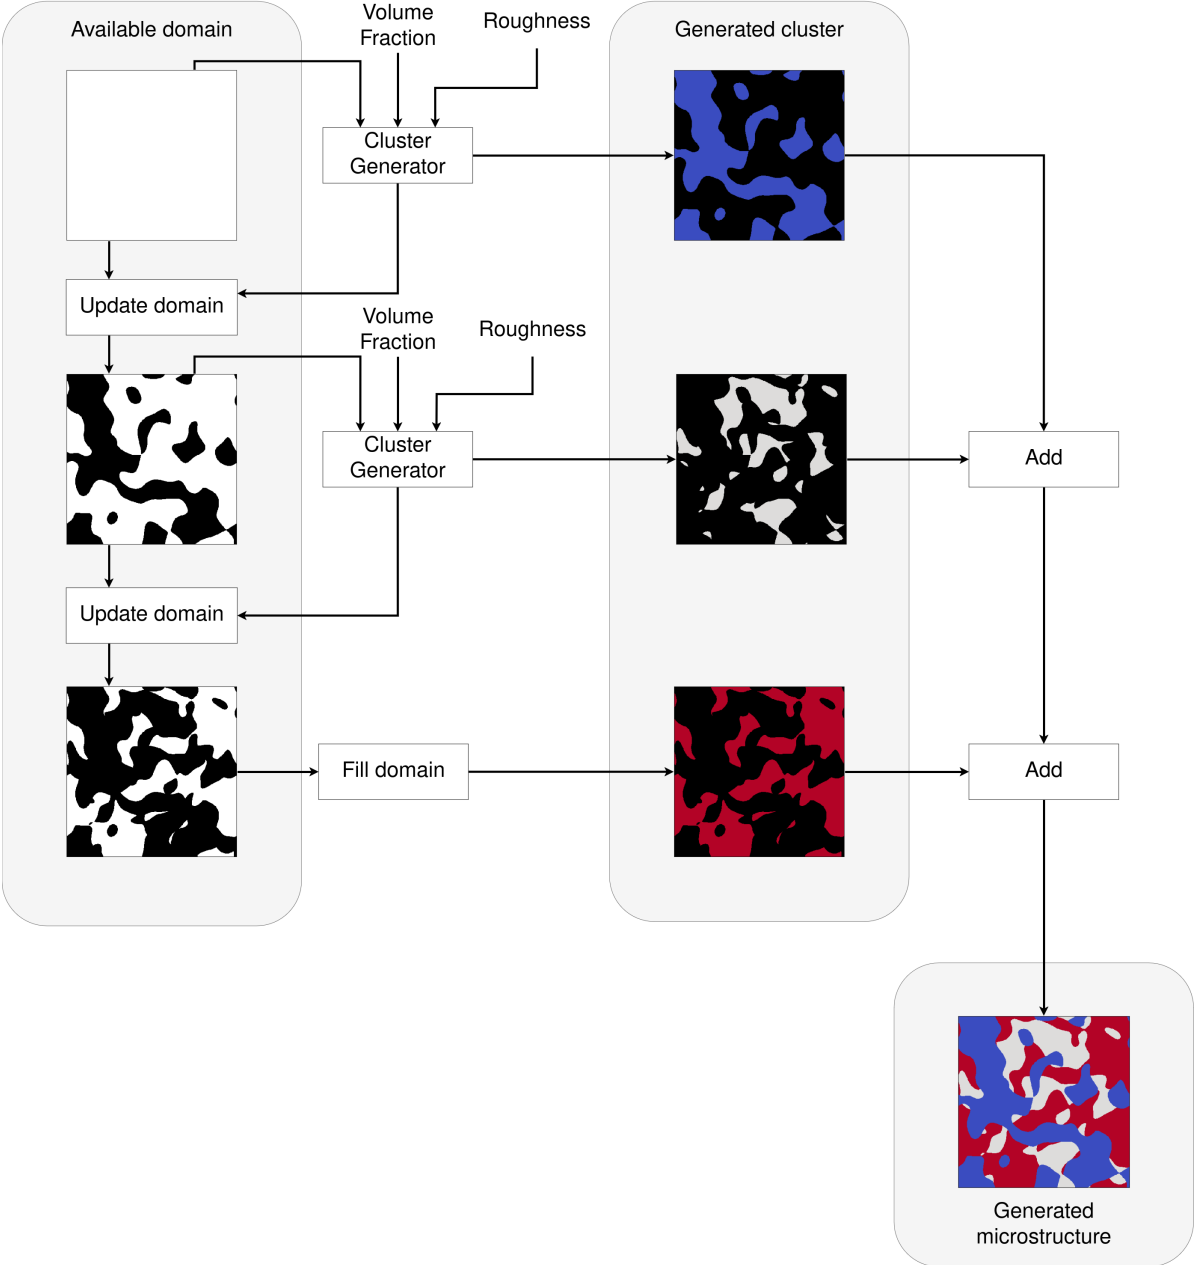 Available domain
Volume
Fraction
Roughness
Generated cluster
Cluster
Generator
Update domain
Volume
Fraction
Roughness
Cluster
Generator
Add
Update domain
Fill domain
Add
Generated
microstructure